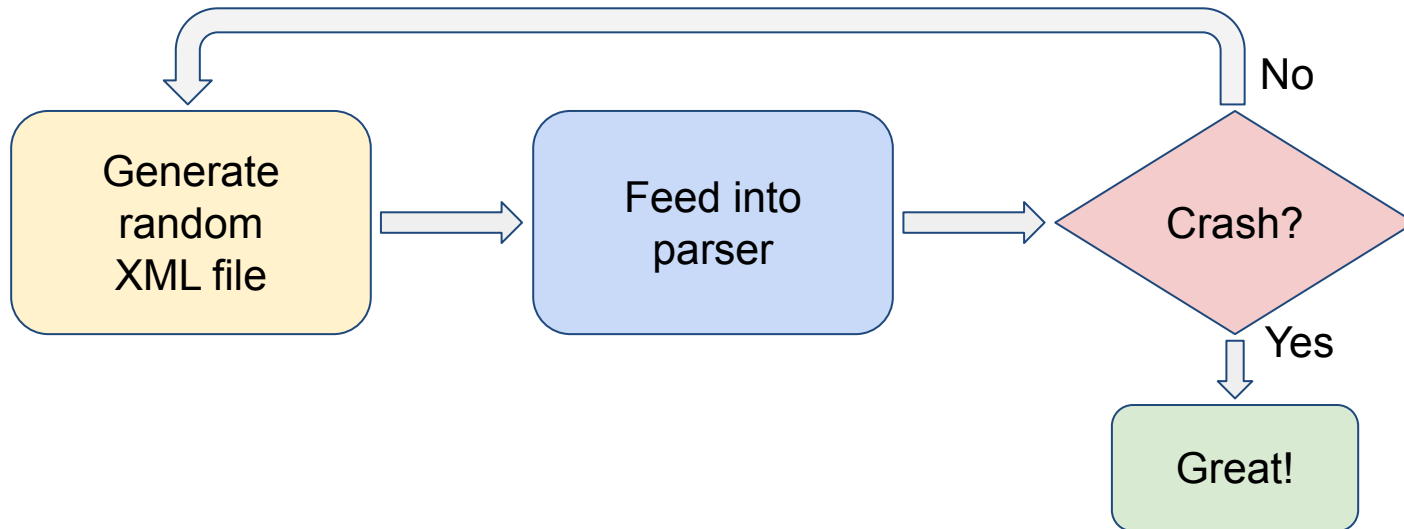 No
Generate
random
XML file
Feed into
parser
Crash?
Yes
Great!